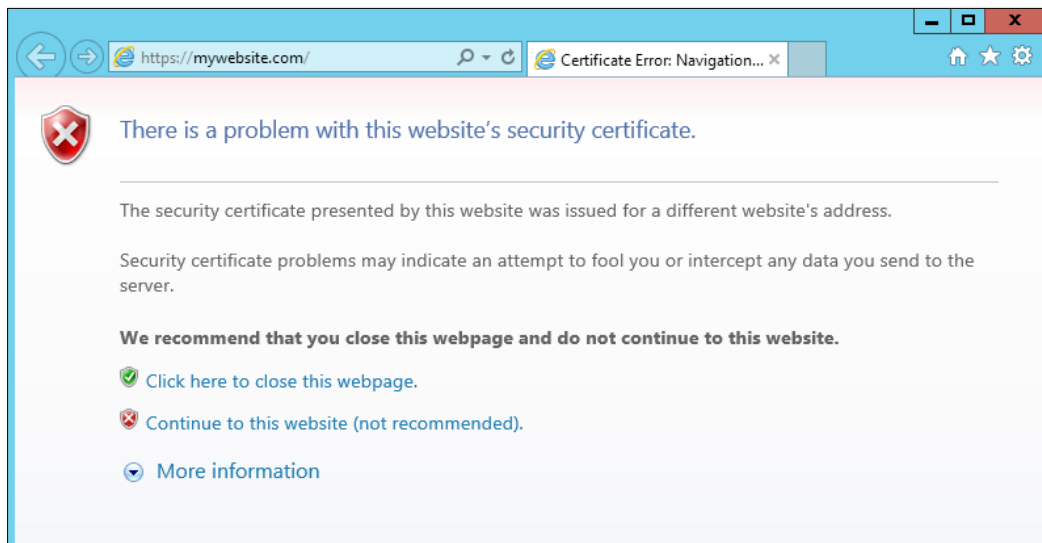 https://mywebsite.com/
Certificate Error: Navigation...
There is a problem with this website's security certificate.
The security certificate presented by this website was issued for a different website's address.
Security certificate problems may indicate an attempt to fool you or intercept any data you send to the
server.
We recommend that you close this webpage and do not continue to this website.
Click here to close this webpage.
Continue to this website (not recommended).
More information